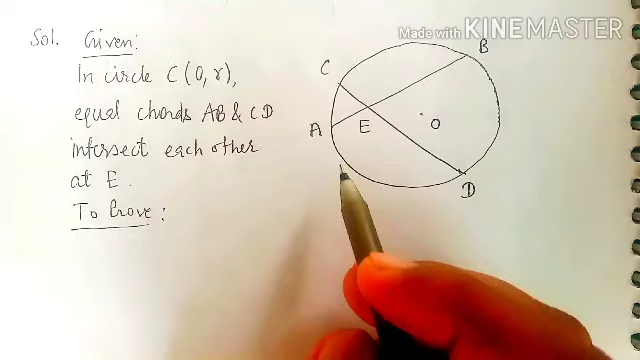 Made with KINEMASTER
Sol. Given:
In circle C (O, r),
equal chords AB & CD
intersect each other
at E.
To Prove:
C
B
A
E
O
D